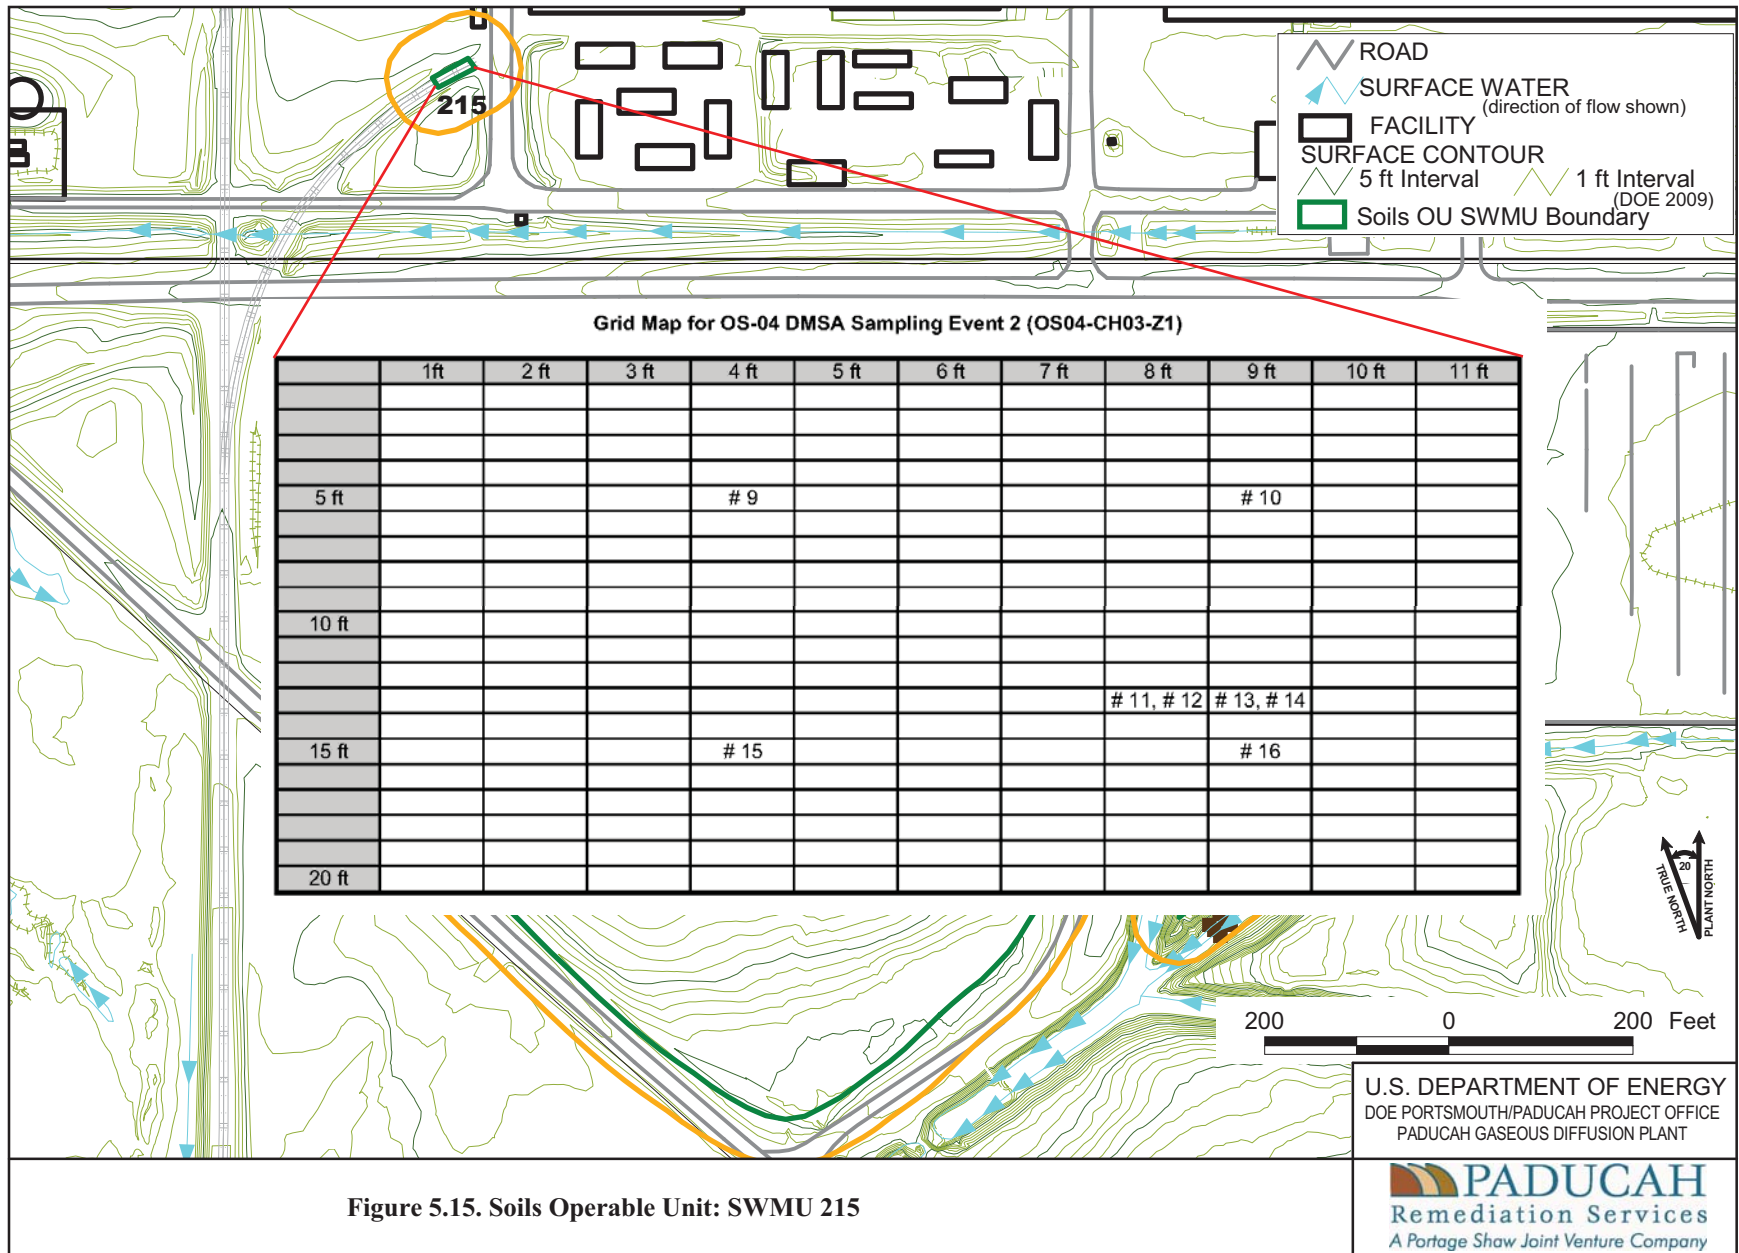 215
ROAD
SURFACE WATER
(direction of flow shown)
FACILITY
SURFACE CONTOUR
5 ft Interval 1 ft Interval
(DOE 2009)
Soils OU SWMU Boundary
Grid Map for OS-04 DMSA Sampling Event 2 (OS04-CH03-Z1)
1ft 2 ft 3 ft 4 ft 5 ft 6 ft 7 ft 8 ft 9 ft 10 ft 11 ft
5 ft # 9 # 10
10 ft
# 11, # 12 # 13, # 14
15 ft # 15 # 16
20 ft
20
TRUE NORTH
PLANT NORTH
200 0 200 Feet
U.S. DEPARTMENT OF ENERGY
DOE PORTSMOUTH/PADUCAH PROJECT OFFICE
PADUCAH GASEOUS DIFFUSION PLANT
Figure 5.15. Soils Operable Unit: SWMU 215
PADUCAH
Remediation Services
A Portage Shaw Joint Venture Company